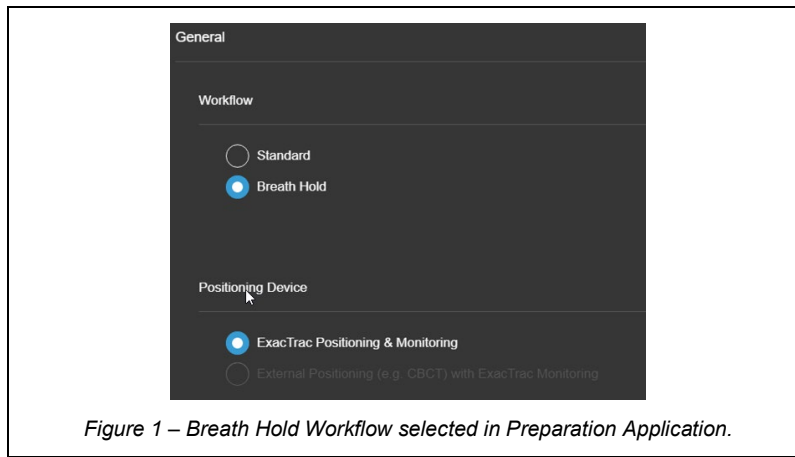 General
Workflow
Standard
Breath Hold
Positioning Device
ExacTrac Positioning & Monitoring
External Positioning (e.g. CBCT) with ExacTrac Monitoring
Figure 1 – Breath Hold Workflow selected in Preparation Application.